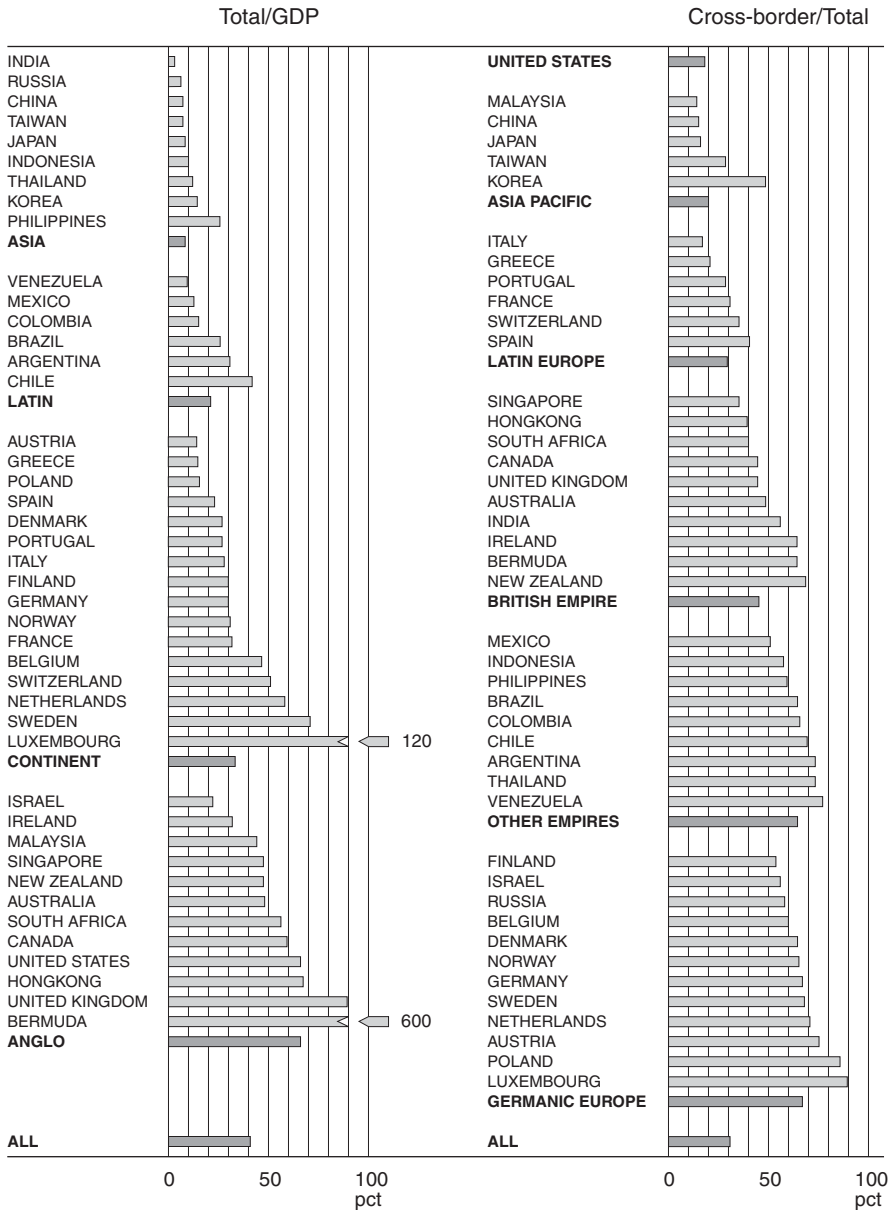 Total/GDP
INDIA
RUSSIA
CHINA
TAIWAN
JAPAN
INDONESIA
THAILAND
KOREA
PHILIPPINES
ASIA
VENEZUELA
MEXICO
COLOMBIA
BRAZIL
ARGENTINA
CHILE
LATIN
AUSTRIA
GREECE
POLAND
SPAIN
DENMARK
PORTUGAL
ITALY
FINLAND
GERMANY
NORWAY
FRANCE
BELGIUM
SWITZERLAND
NETHERLANDS
SWEDEN
LUXEMBOURG 120
CONTINENT
ISRAEL
IRELAND
MALAYSIA
SINGAPORE
NEW ZEALAND
AUSTRALIA
SOUTH AFRICA
CANADA
UNITED STATES
HONGKONG
UNITED KINGDOM
BERMUDA 600
ANGLO
ALL
0 50 100
pct
Cross-border/Total
UNITED STATES
MALAYSIA
CHINA
JAPAN
TAIWAN
KOREA
ASIA PACIFIC
ITALY
GREECE
PORTUGAL
FRANCE
SWITZERLAND
SPAIN
LATIN EUROPE
SINGAPORE
HONGKONG
SOUTH AFRICA
CANADA
UNITED KINGDOM
AUSTRALIA
INDIA
IRELAND
BERMUDA
NEW ZEALAND
BRITISH EMPIRE
MEXICO
INDONESIA
PHILIPPINES
BRAZIL
COLOMBIA
CHILE
ARGENTINA
THAILAND
VENEZUELA
OTHER EMPIRES
FINLAND
ISRAEL
RUSSIA
BELGIUM
DENMARK
NORWAY
GERMANY
SWEDEN
NETHERLANDS
AUSTRIA
POLAND
LUXEMBOURG
GERMANIC EUROPE
ALL
0 50 100
pct